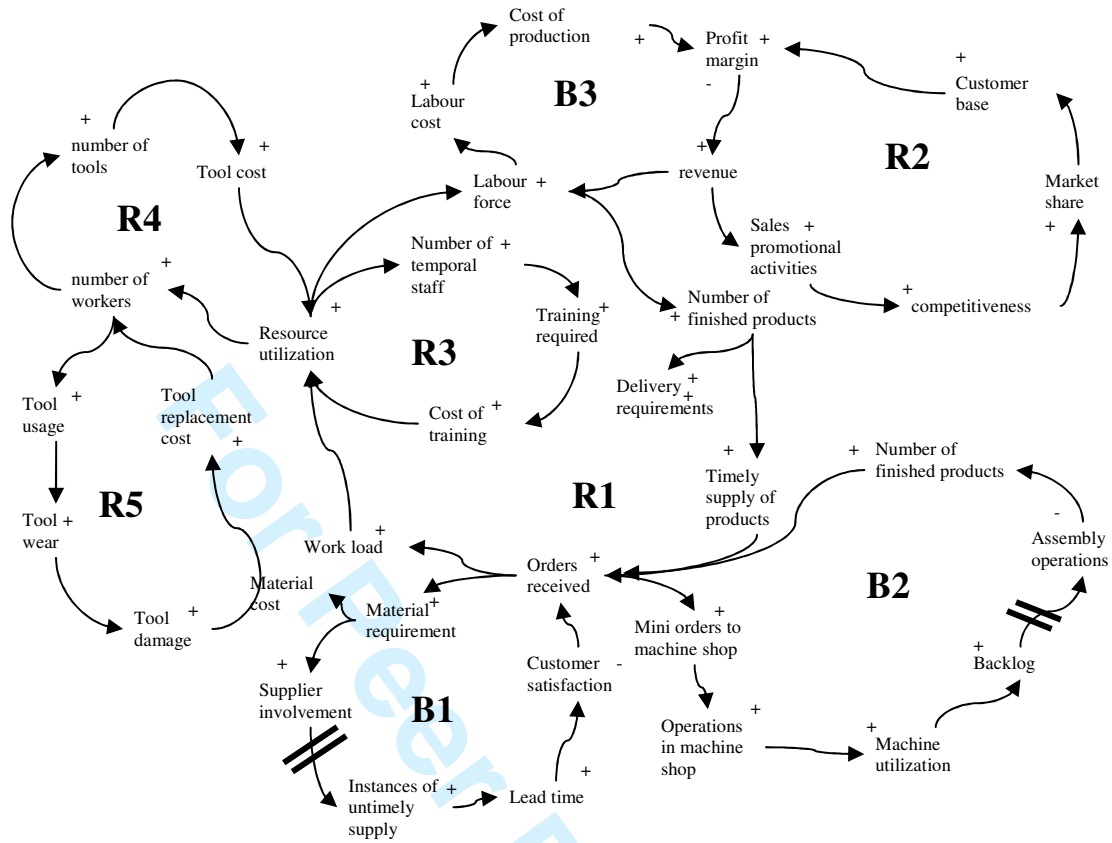 Cost of
production
+
Profit +
margin
-
+
Customer
base
B3
+
Labour
cost
+
number of
tools
+
Tool cost
R4
Labour +
force
+
revenue
R2
Market
share
+
Sales +
promotional
activities
+
competitiveness
Number of +
temporal
staff
number of +
workers
+
Resource
utilization
R3
Training +
required
Number of
+ finished products
Delivery +
requirements +
Tool +
usage
Tool
replacement
cost
+
Cost of +
training
+
Timely
supply of
products
+ Number of
finished products
R5
R1
Tool +
wear
Work load +
-
Assembly
operations
Orders +
received
B2
Material
cost
Material +
requirement
Tool +
damage
+
Mini orders to
machine shop
Customer -
satisfaction
+
Backlog
+
Supplier
involvement
B1
Operations +
in machine
shop
+
Machine
utilization
Instances of +
untimely
supply
+
Lead time
For Peer